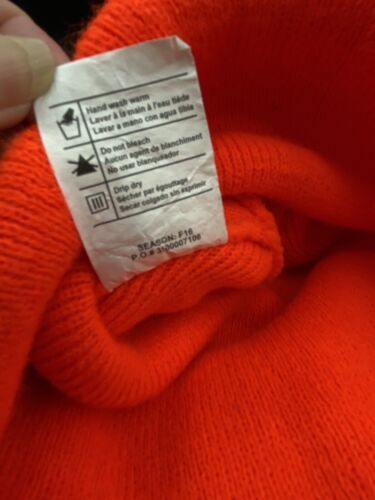 Hand wash warm
Laver à la main à l'eau tiède
Lavar a mano con agua tibia
Do not bleach
Aucun agent de blanchiment
No usar blanqueador
Drip dry
Sécher par égouttage
Secar colgado sin exprimir
SEASON: F16
P.O.# 3100007106